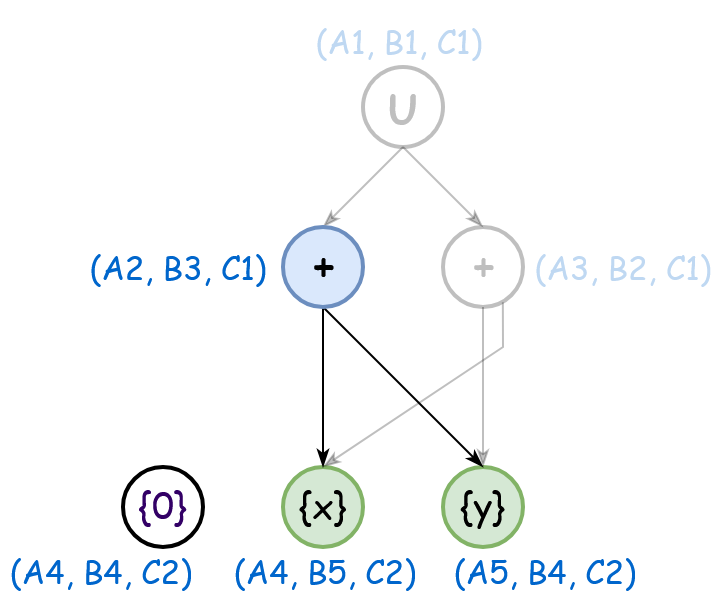 (A1, B1, C1)
U
(A2, B3, C1) + + (A3, B2, C1)
{0} {x} {y}
(A4, B4, C2) (A4, B5, C2) (A5, B4, C2)